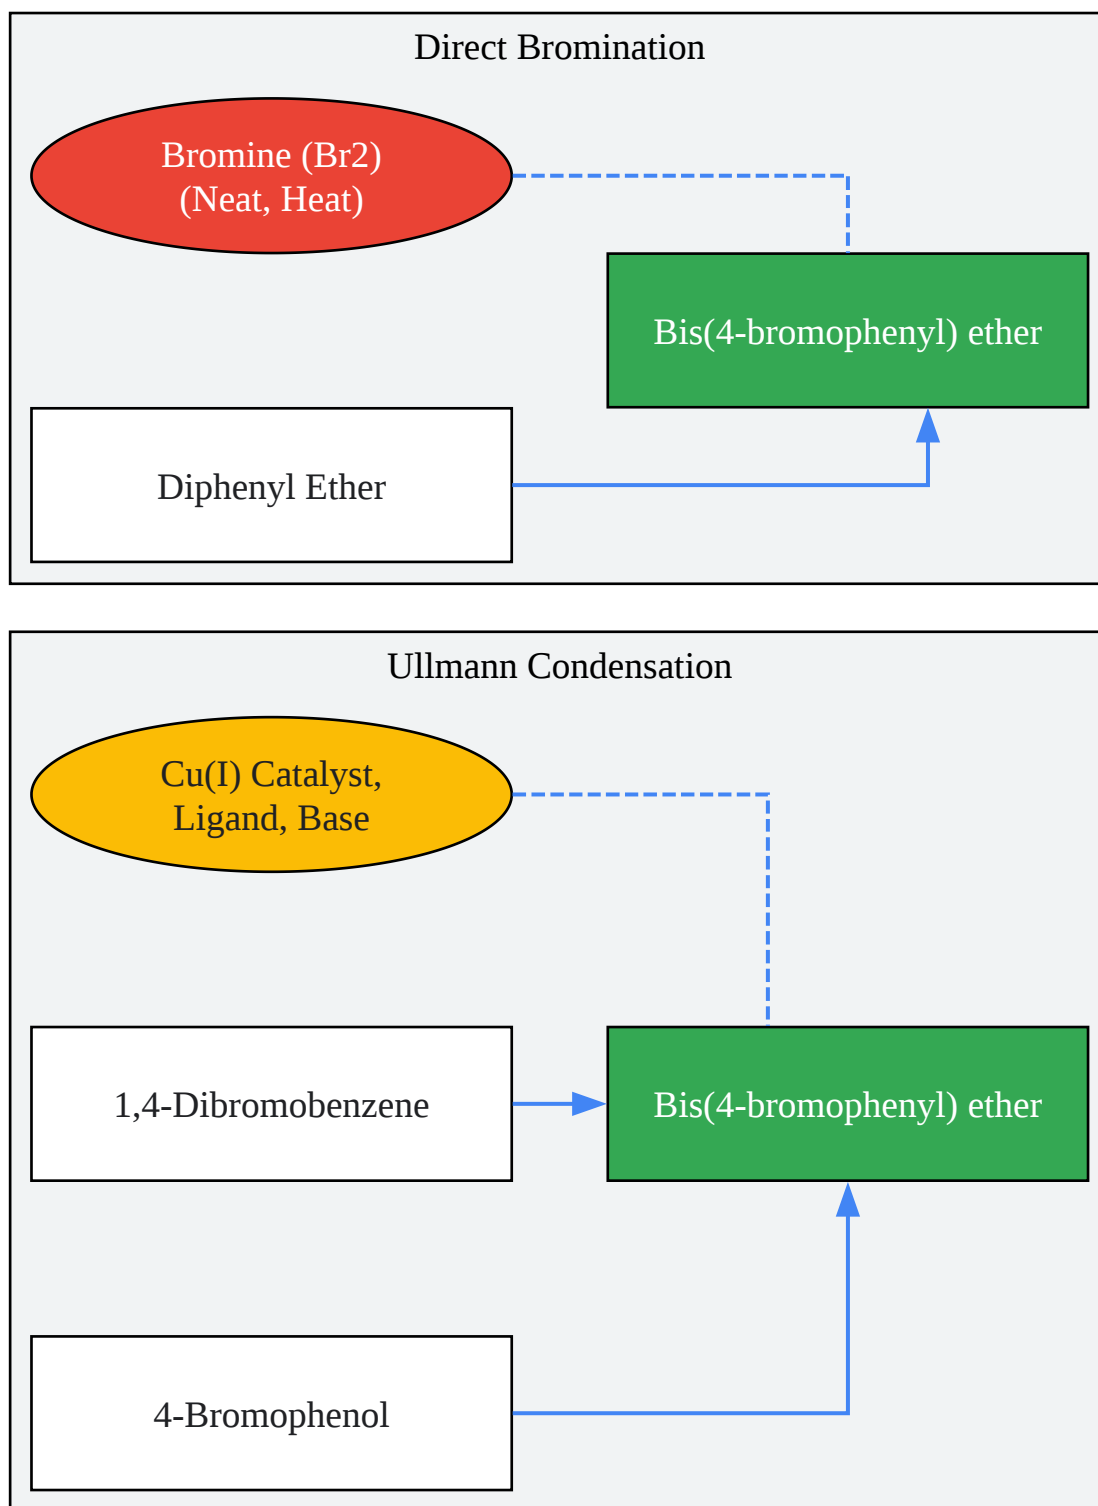 Direct Bromination
Bromine (Br2)
(Neat, Heat)
Bis(4-bromophenyl) ether
Diphenyl Ether
Ullmann Condensation
Cu(I) Catalyst,
Ligand, Base
1,4-Dibromobenzene
Bis(4-bromophenyl) ether
4-Bromophenol